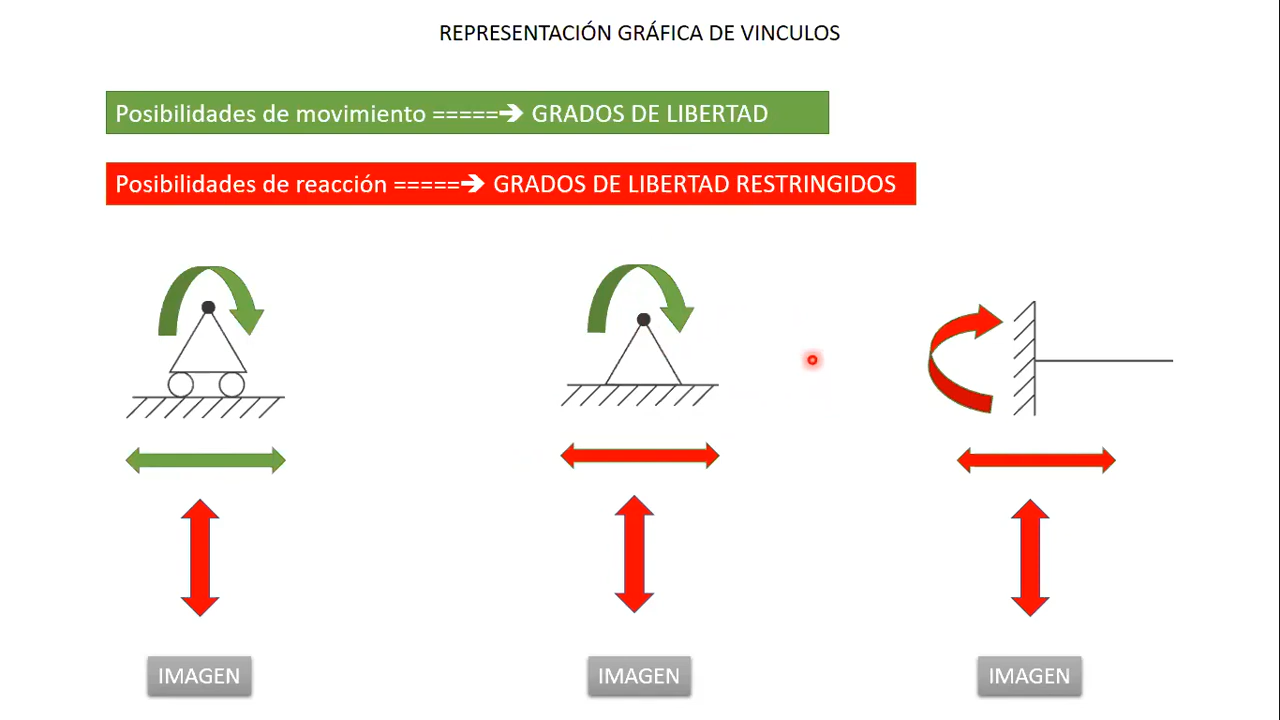 REPRESENTACIÓN GRÁFICA DE VINCULOS
Posibilidades de movimiento =====➔ GRADOS DE LIBERTAD
Posibilidades de reacción =====➔ GRADOS DE LIBERTAD RESTRINGIDOS
IMAGEN
IMAGEN
IMAGEN